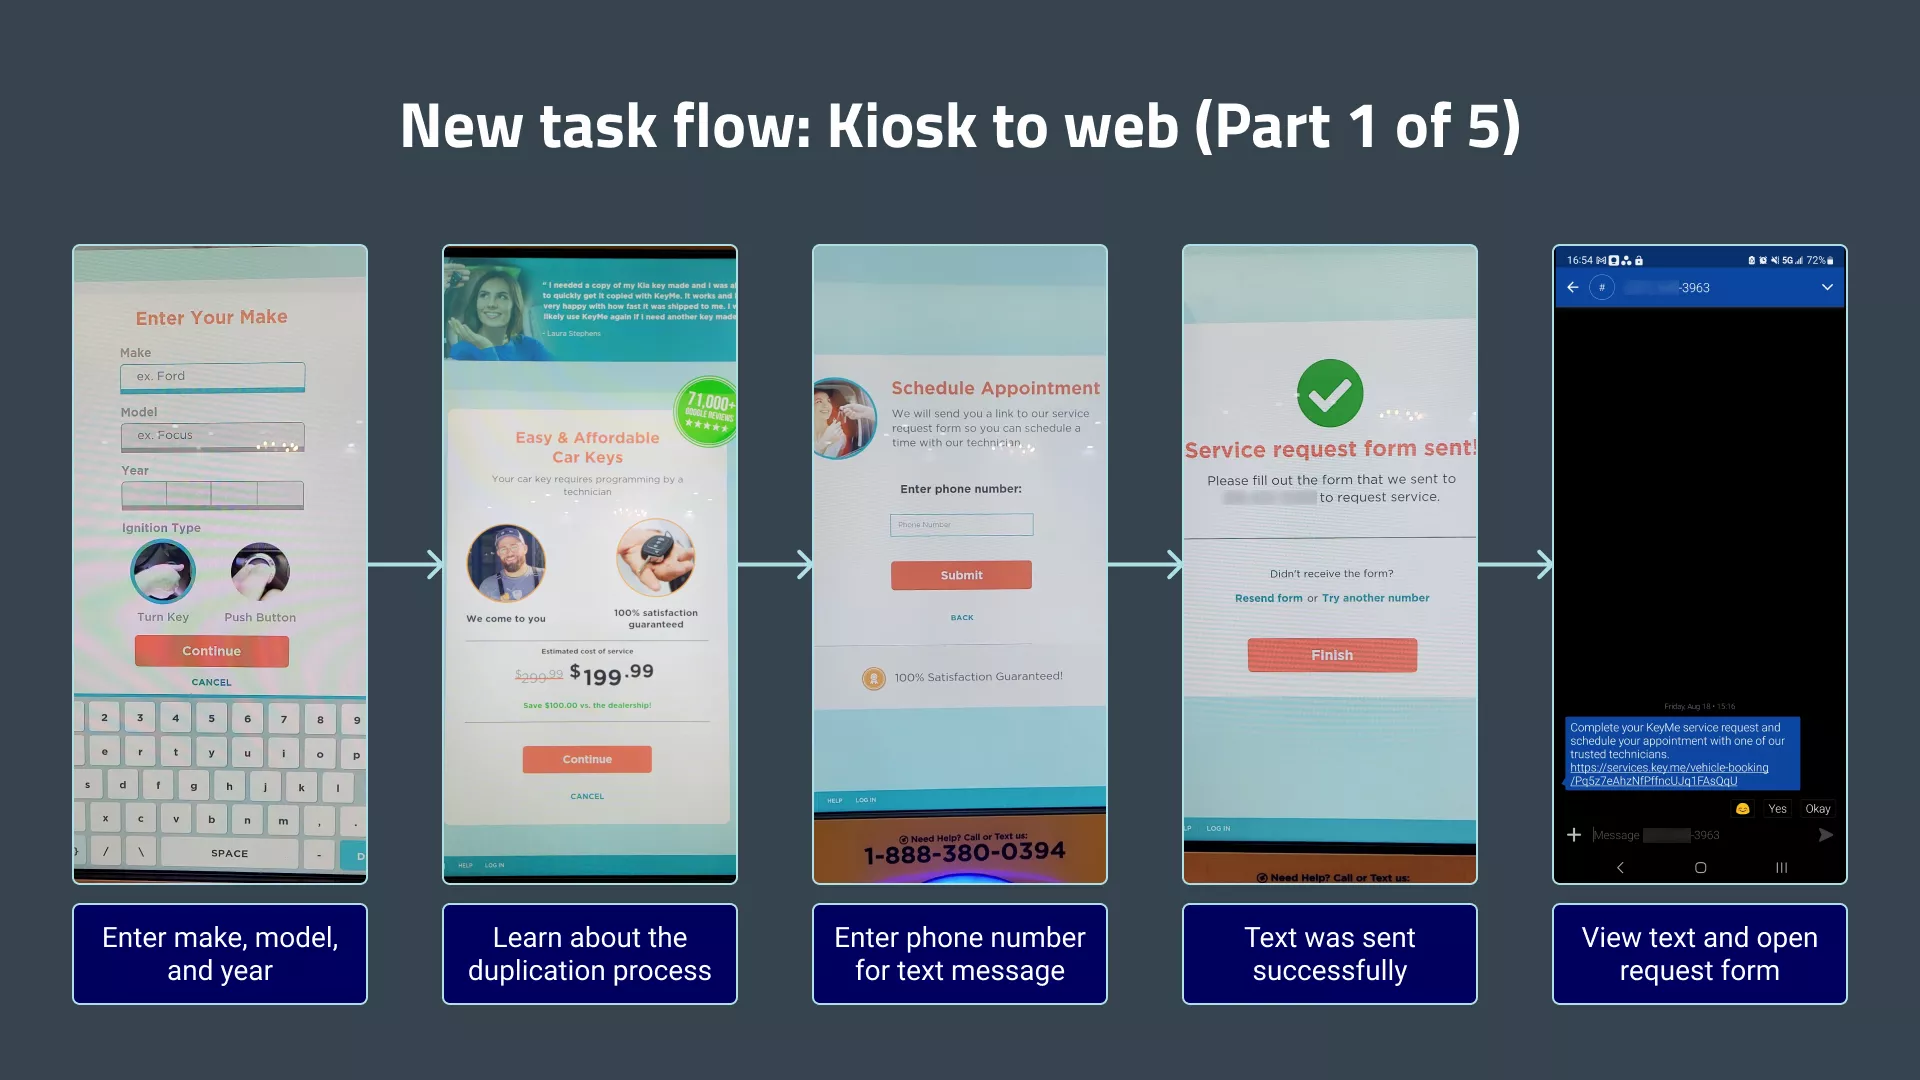 New task flow: Kiosk to web (Part 1 of 5)
Enter Your Make
Make
ex. Ford
Model
ex. Focus
Year
Ignition Type
Turn Key
Push Button
Continue
CANCEL
2 3 4 5 6 7 8 9
e r t y u i o p
s d f g h j k l
x c v b n m , .
/ \ SPACE - D
Enter make, model,
and year
" I needed a copy of my Kia key made and I was
to quickly get it copied with KeyMe. It works and
very happy with how fast it was shipped to me. I
likely use KeyMe again if I need another key made
- Laura Stephens
71,000+
GOOGLE REVIEWS
Easy & Affordable
Car Keys
Your car key requires programming by a
technician
We come to you
100% satisfaction
guaranteed
Estimated cost of service
$299.99 $199.99
Save $100.00 vs. the dealership!
Continue
CANCEL
HELP LOG IN
Learn about the
duplication process
Schedule Appointment
We will send you a link to our service
request form so you can schedule a
time with our technician.
Enter phone number:
Phone Number
Submit
BACK
100% Satisfaction Guaranteed!
HELP LOG IN
Need Help? Call or Text us:
1-888-380-0394
Enter phone number
for text message
Service request form sent!
Please fill out the form that we sent to
to request service.
Didn't receive the form?
Resend form or Try another number
Finish
LP LOG IN
Need Help? Call or Text us:
Text was sent
successfully
16:54 5G 72%
# -3963
Friday, Aug 18 • 15:16
Complete your KeyMe service request and
schedule your appointment with one of our
trusted technicians.
https://services.key.me/vehicle-booking
/Pq5z7eAhzNfPffncUJq1FAsQqU
Yes Okay
Message -3963
View text and open
request form